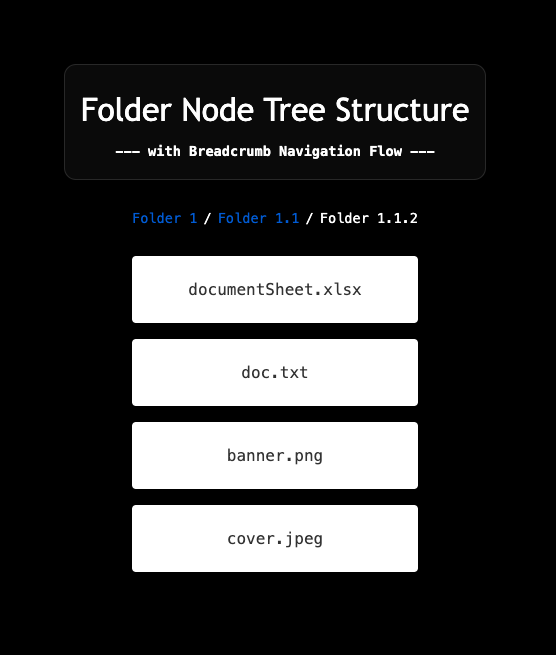 Folder Node Tree Structure
--- with Breadcrumb Navigation Flow ---
Folder 1 / Folder 1.1 / Folder 1.1.2
documentSheet.xlsx
doc.txt
banner.png
cover.jpeg